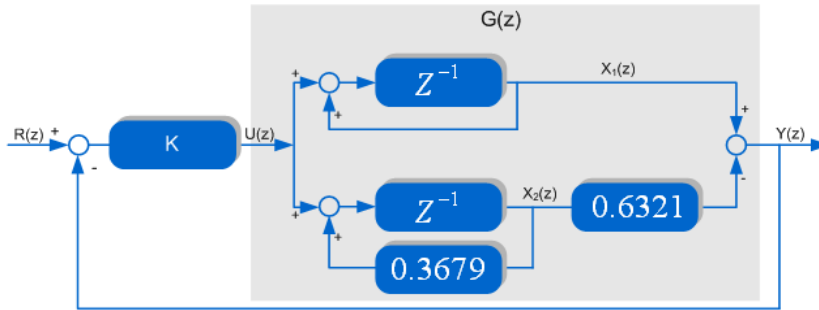 G(z)
+
Z⁻¹
X₁(z)
+
+
R(z)
+
-
K
U(z)
Y(z)
-
+
Z⁻¹
X₂(z)
0.6321
+
0.3679